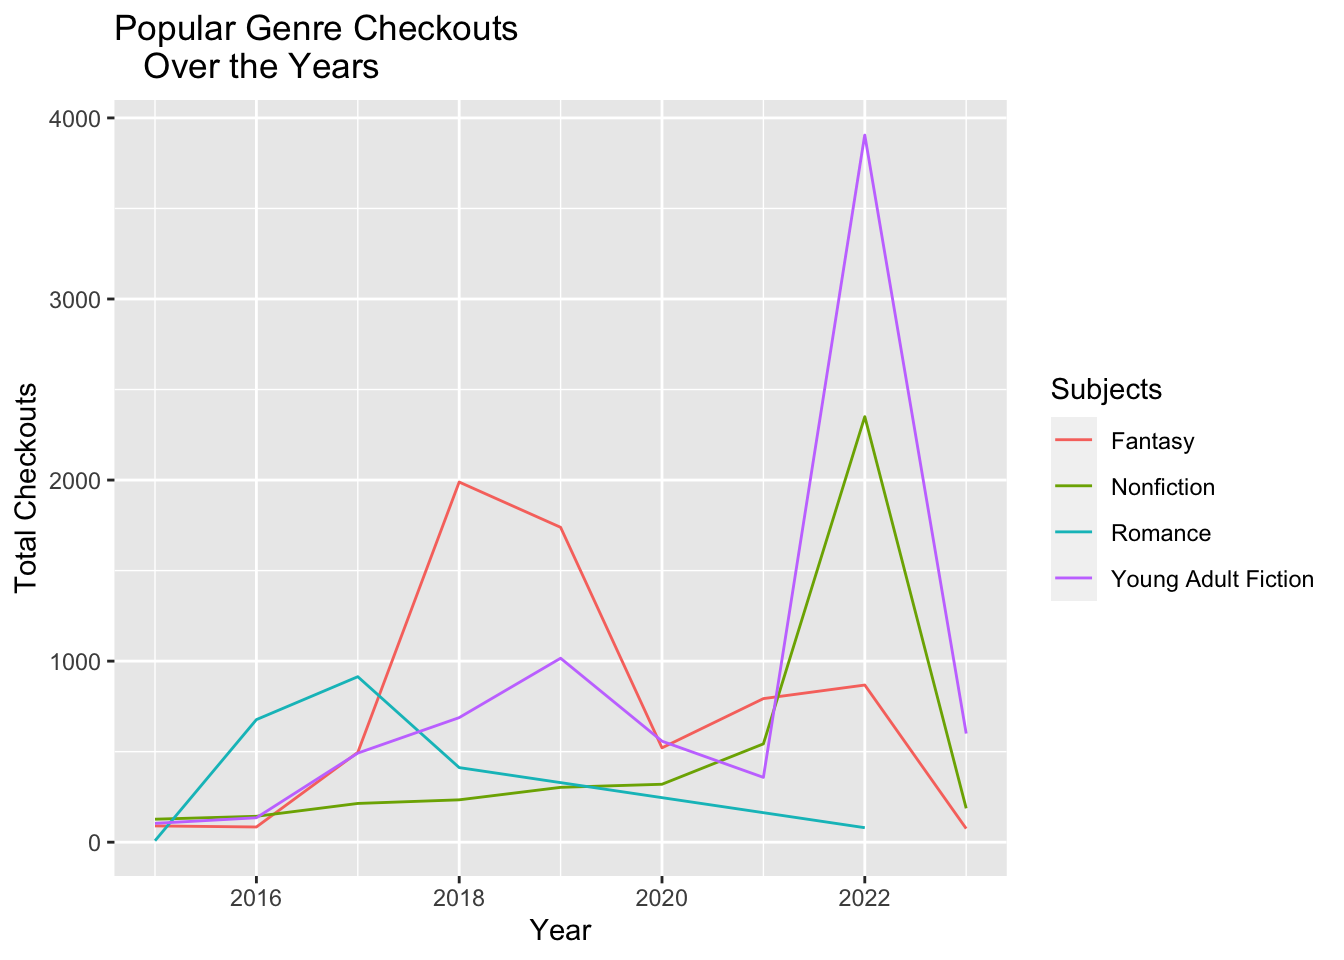 Popular Genre Checkouts
Over the Years
Total Checkouts
4000
3000
2000
1000
0
2016
2018
2020
2022
Year
Subjects
Fantasy
Nonfiction
Romance
Young Adult Fiction